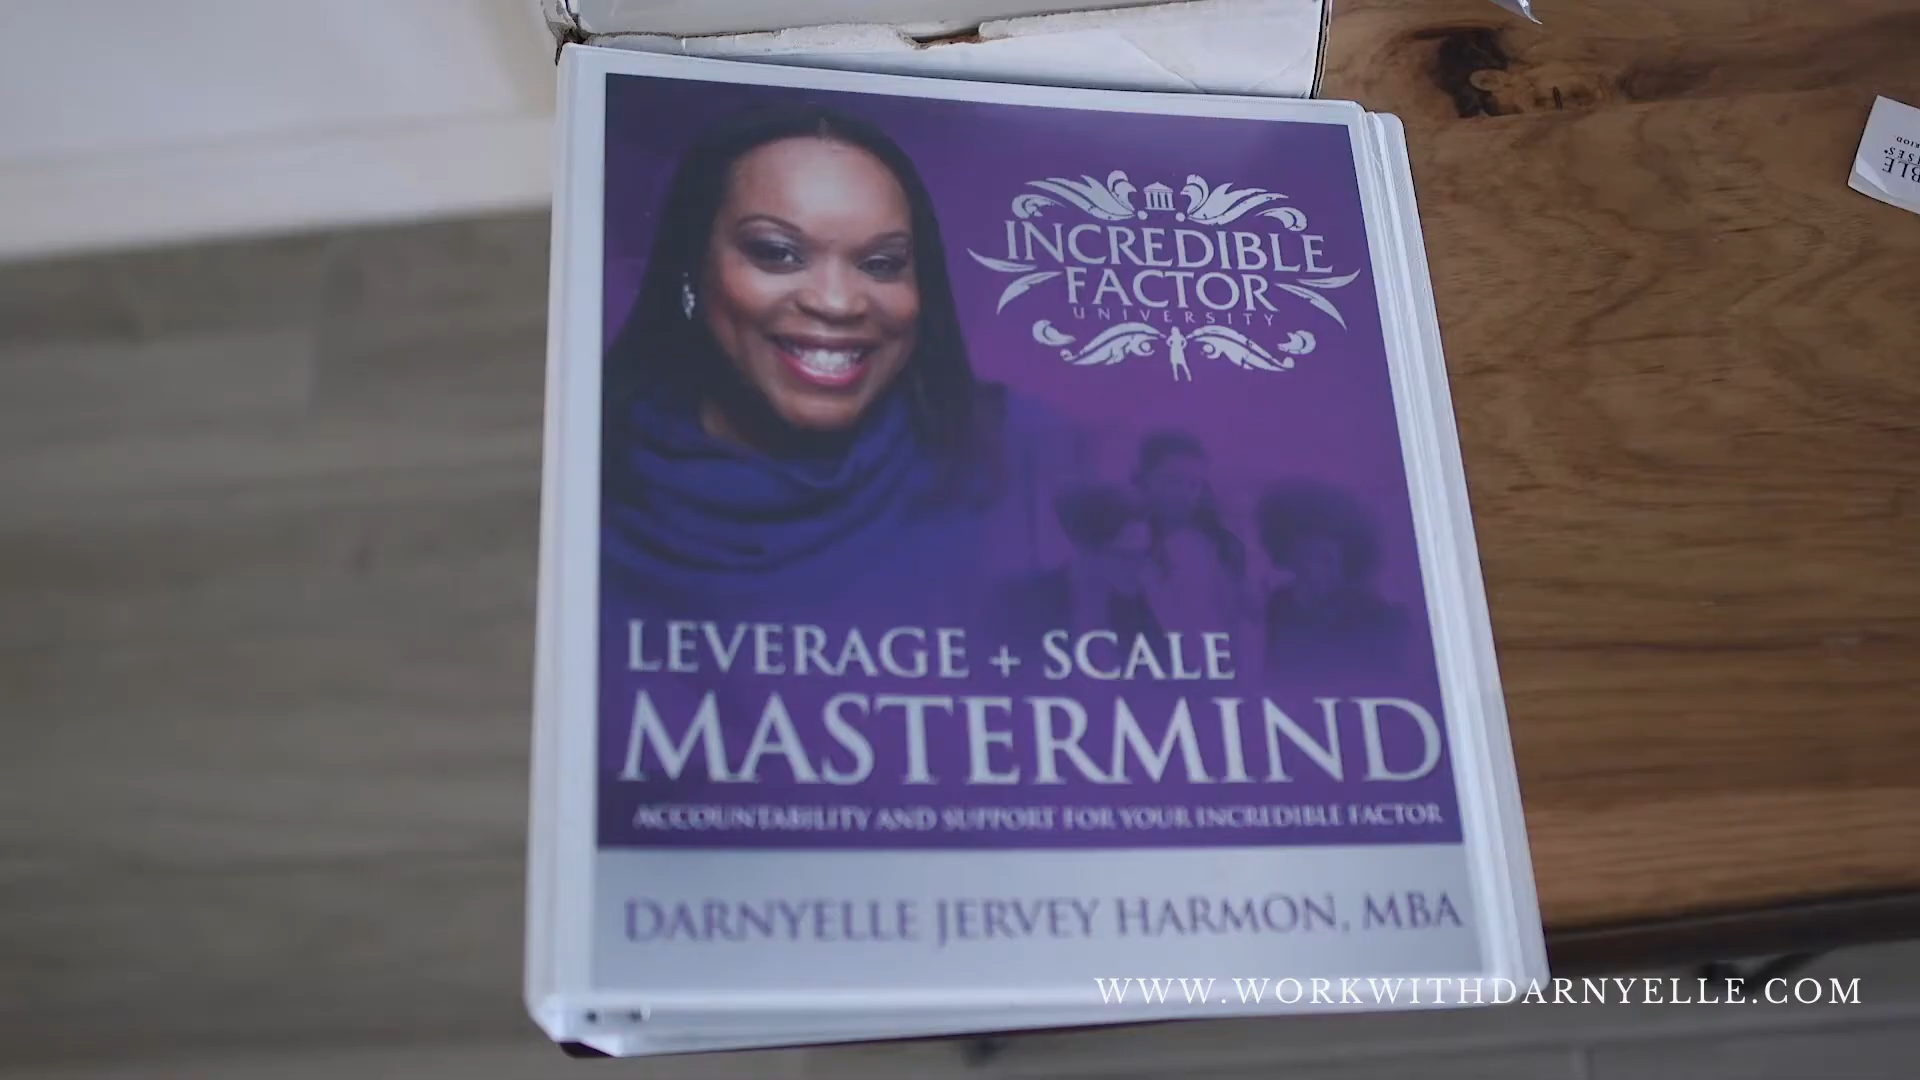 INCREDIBLE
FACTOR
UNIVERSITY
LEVERAGE + SCALE
MASTERMIND
ACCOUNTABILITY AND SUPPORT FOR YOUR INCREDIBLE FACTOR
DARNYELLE JERVEY HARMON, MBA
WWW.WORKWITHDARNYELLE.COM